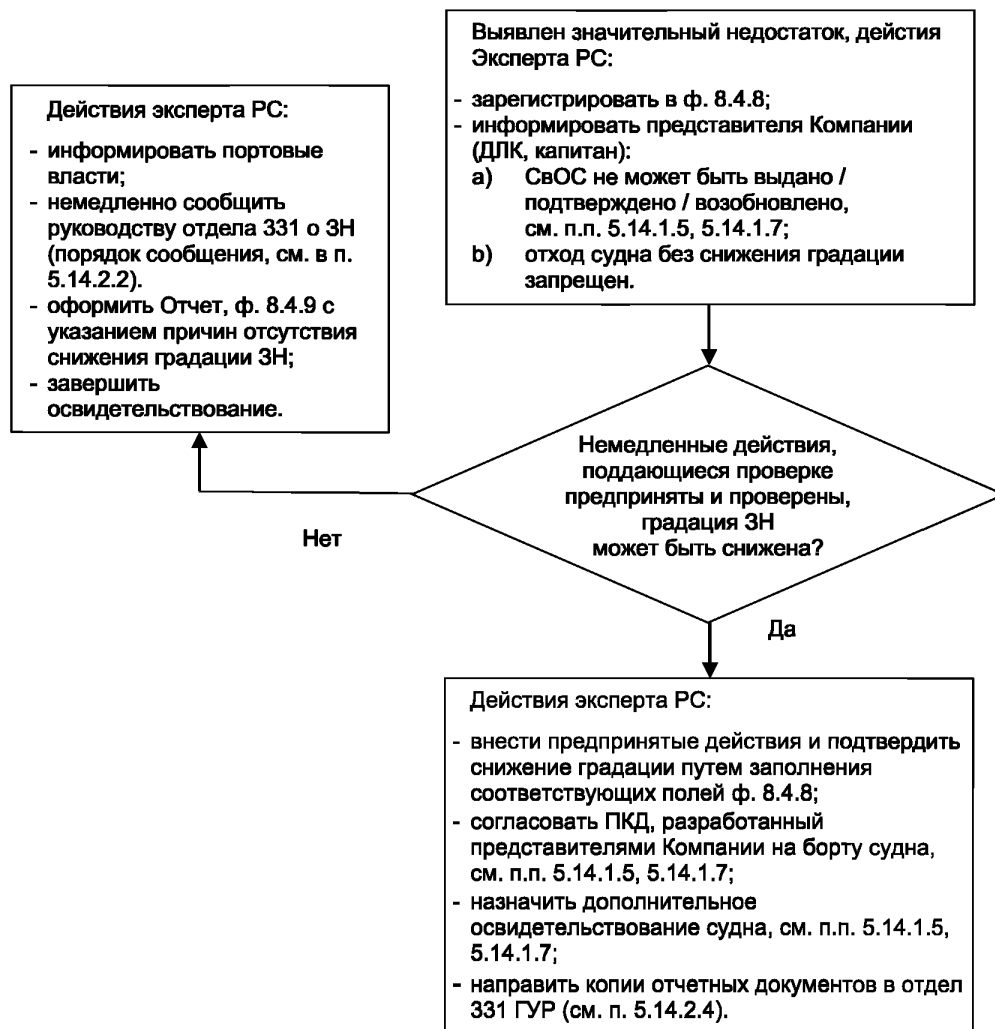 Выявлен значительный недостаток, дейстия
Эксперта РС:
- зарегистрировать в ф. 8.4.8;
- информировать представителя Компании
(ДЛК, капитан):
a) СвОС не может быть выдано /
подтверждено / возобновлено,
см. п.п. 5.14.1.5, 5.14.1.7;
b) отход судна без снижения градации
запрещен.
Действия эксперта РС:
- информировать портовые
власти;
- немедленно сообщить
руководству отдела 331 о ЗН
(порядок сообщения, см. в п.
5.14.2.2).
- оформить Отчет, ф. 8.4.9 с
указанием причин отсутствия
снижения градации ЗН;
- завершить
освидетельствование.
Немедленные действия,
поддающиеся проверке
предприняты и проверены,
градация ЗН
может быть снижена?
Нет
Да
Действия эксперта РС:
- внести предпринятые действия и подтвердить
снижение градации путем заполнения
соответствующих полей ф. 8.4.8;
- согласовать ПКД, разработанный
представителями Компании на борту судна,
см. п.п. 5.14.1.5, 5.14.1.7;
- назначить дополнительное
освидетельствование судна, см. п.п. 5.14.1.5,
5.14.1.7;
- направить копии отчетных документов в отдел
331 ГУР (см. п. 5.14.2.4).